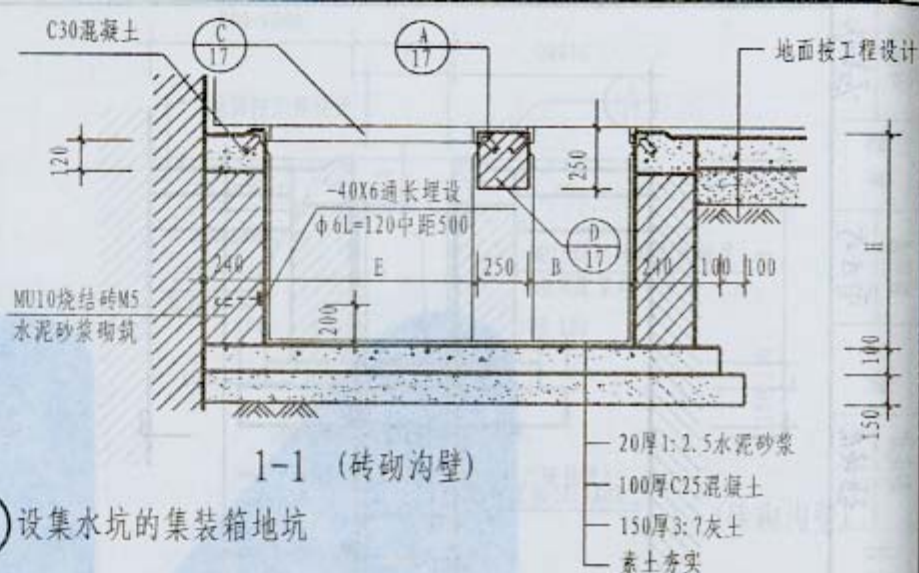 C30混凝土
C
17
A
17
地面按工程设计
120
250
-40X6通长埋设
φ6L=120中距500
D
17
H
240
E
250
B
240
100
100
MU10烧结砖M5
水泥砂浆砌筑
200
100
150
1-1 (砖砌沟壁)
20厚1:2.5水泥砂浆
100厚C25混凝土
150厚3:7灰土
素土夯实
设集水坑的集装箱地坑